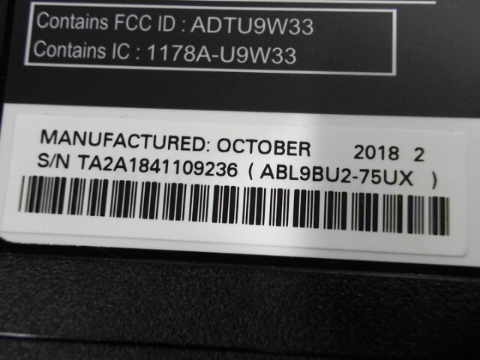 Contains FCC ID : ADTU9W33
Contains IC : 1178A-U9W33
MANUFACTURED: OCTOBER 2018 2
S/N TA2A1841109236 ( ABL9BU2-75UX )